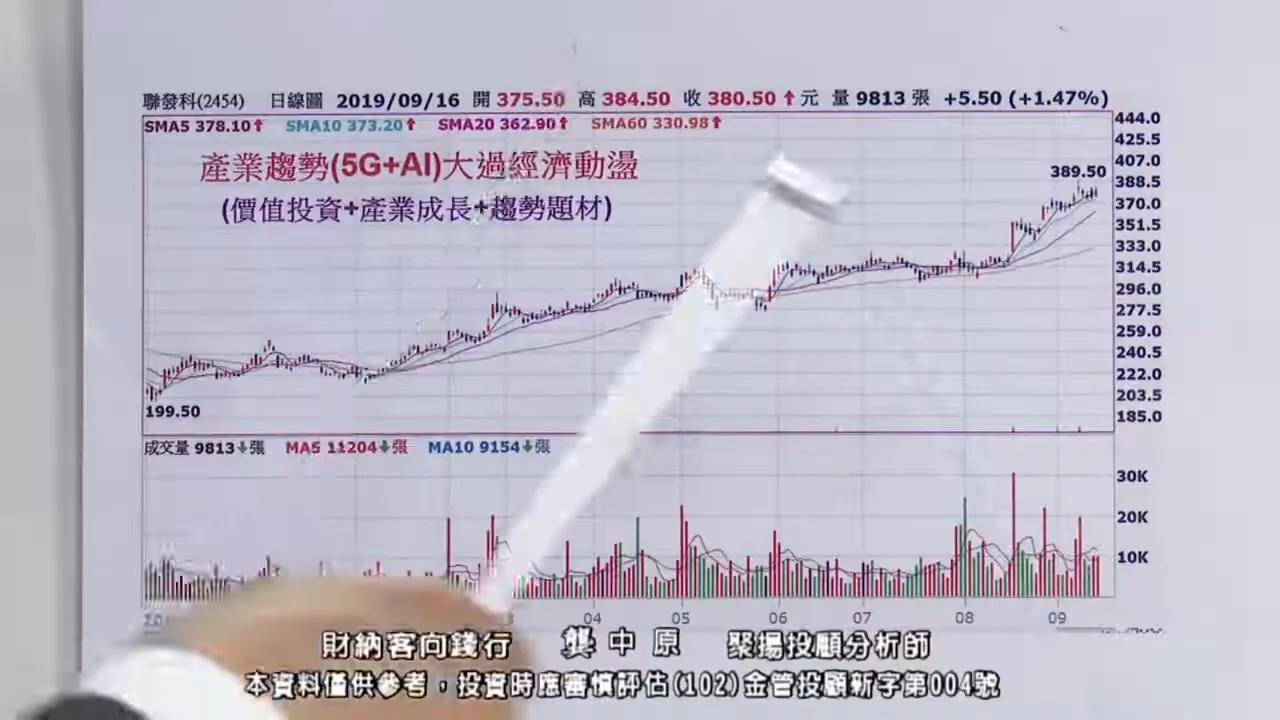 聯發科(2454) 日線圖 2019/09/16 開 375.50 高 384.50 收 380.50 ↑ 元 量 9813 張 +5.50 (+1.47%)
SMA5 378.10↑ SMA10 373.20↑ SMA20 362.90↑ SMA60 330.98↑
產業趨勢(5G+AI)大過經濟動盪
(價值投資+產業成長+趨勢題材)
389.50
199.50
444.0
425.5
407.0
388.5
370.0
351.5
333.0
314.5
296.0
277.5
259.0
240.5
222.0
203.5
185.0
成交量 9813↓張 MA5 11204↓張 MA10 9154↓張
30K
20K
10K
03 04 05 06 07 08 09
財納客向錢行 龔中原 聚揚投顧分析師
本資料僅供參考，投資時應審慎評估(102)金管投顧新字第004號